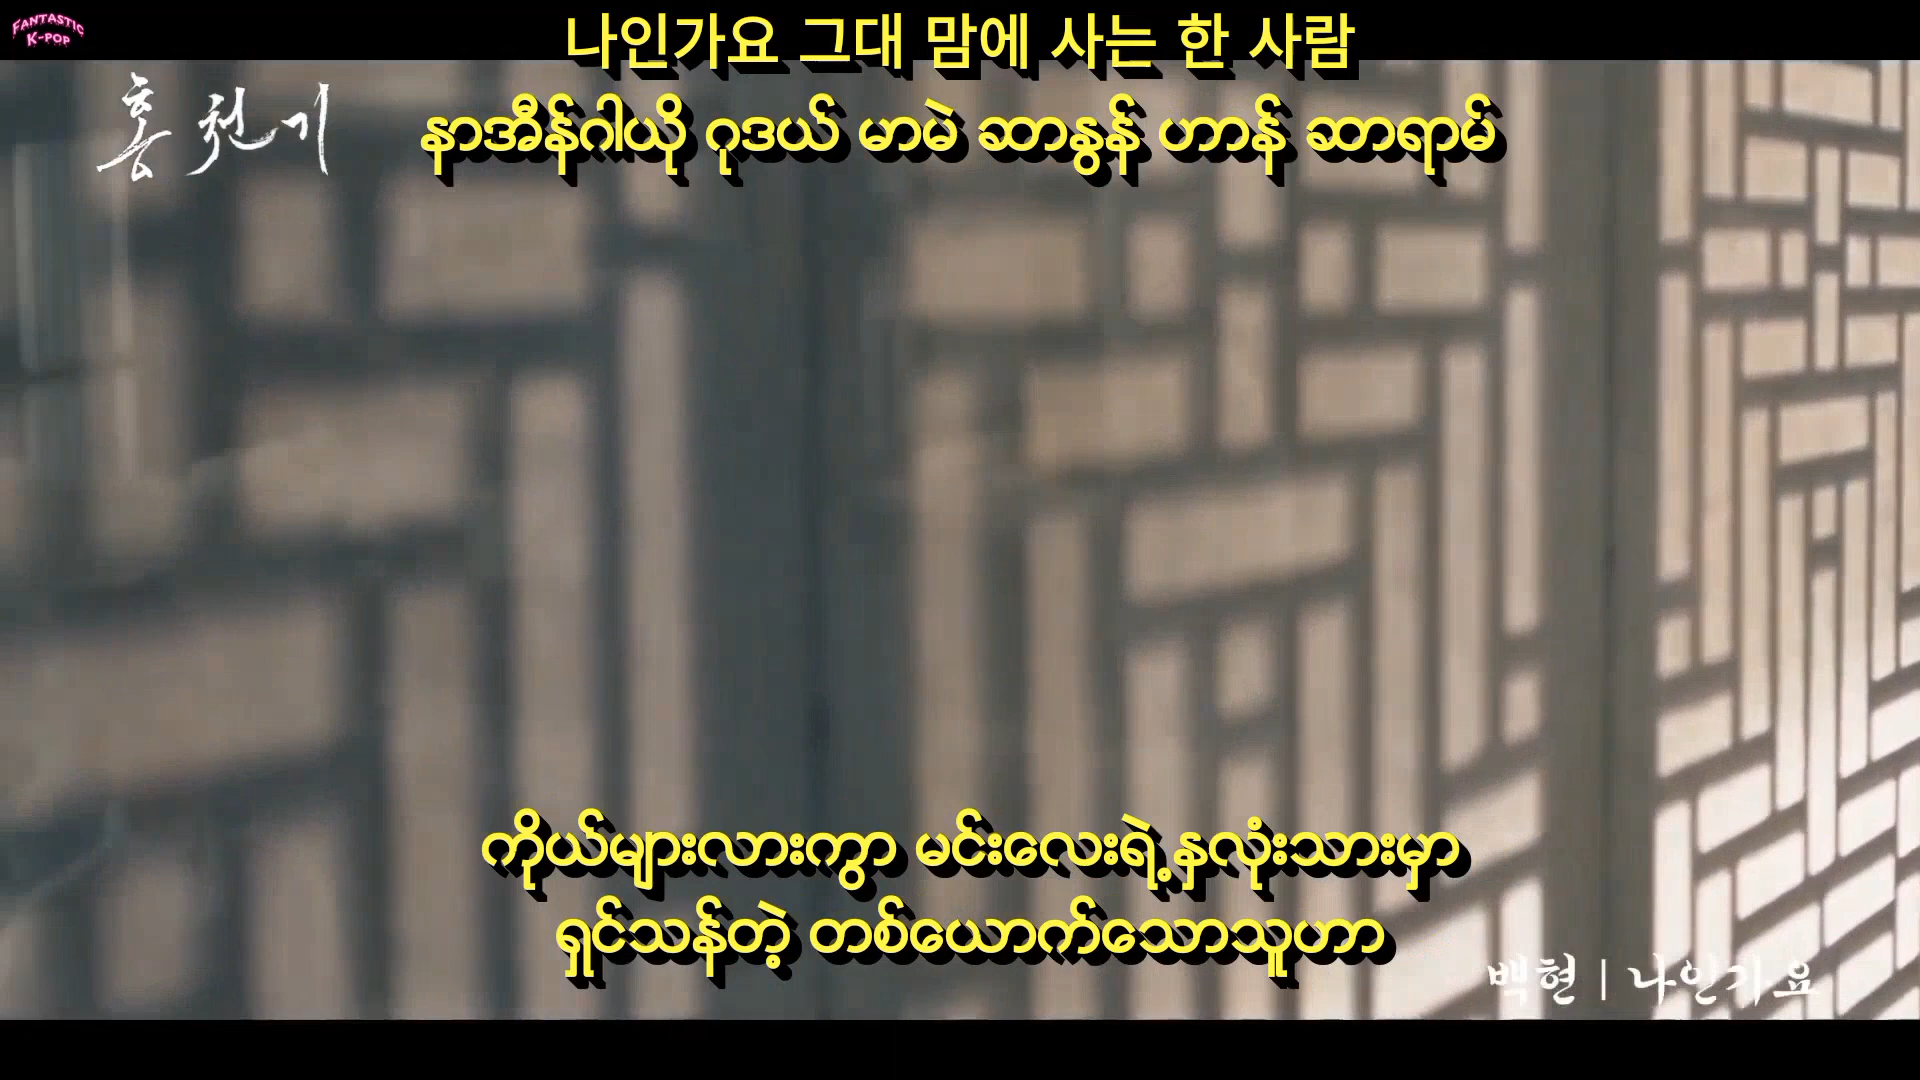 FANTASTIC
K-POP
나인가요 그대 맘에 사는 한 사람
홍천기
နာအီန်ဂါယို ဂုဒယ် မာမဲ ဆာနွန် ဟာန် ဆာရာမ်
ကိုယ်များလားကွာ မင်းလေးရဲ့နှလုံးသားမှာ
ရှင်သန်တဲ့ တစ်ယောက်သောသူဟာ
백현 | 나인가요